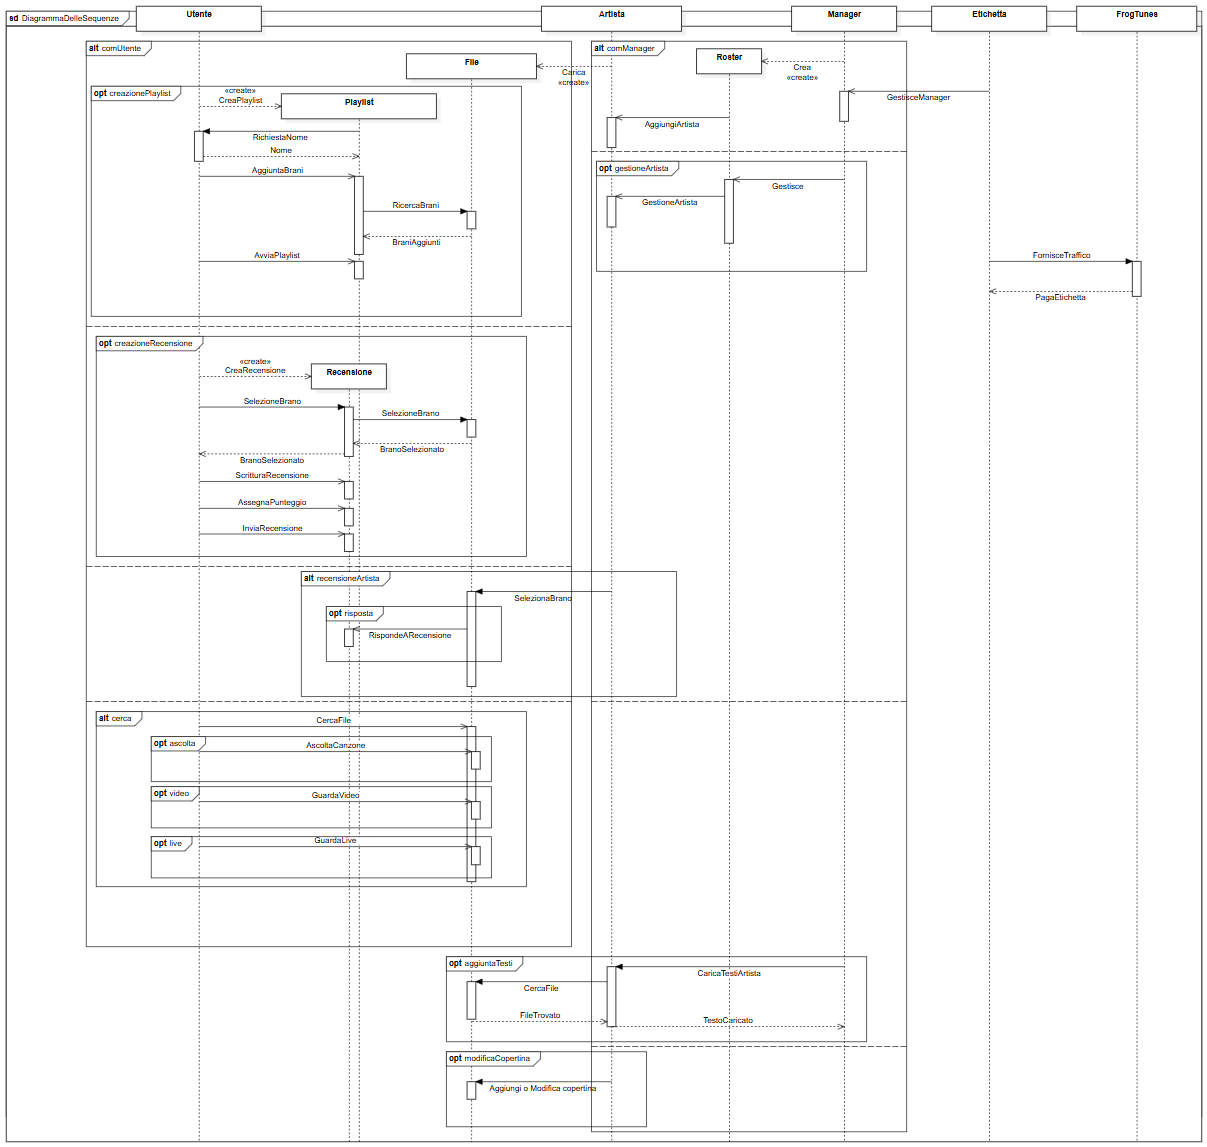 sd DiagrammaDelleSequenze
Utente
Artista
Manager
Etichetta
FrogTunes
alt comUtente
alt comManager
File
Roster
Carica
«create»
Crea
«create»
opt creazionePlaylist
«create»
CreaPlaylist
Playlist
GestisceManager
AggiungiArtista
RichiestaNome
Nome
opt gestioneArtista
AggiuntaBrani
Gestisce
RicercaBrani
GestioneArtista
BraniAggiunti
AvviaPlaylist
FornisceTraffico
PagaEtichetta
opt creazioneRecensione
«create»
CreaRecensione
Recensione
SelezioneBrano
SelezioneBrano
BranoSelezionato
BranoSelezionato
ScritturaRecensione
AssegnaPunteggio
InviaRecensione
alt recensioneArtista
SelezionaBrano
opt risposta
RispondeARecensione
alt cerca
CercaFile
opt ascolta
AscoltaCanzone
opt video
GuardaVideo
opt live
GuardaLive
opt aggiuntaTesti
CaricaTestiArtista
CercaFile
FileTrovato
TestoCaricato
opt modificaCopertina
Aggiungi o Modifica copertina